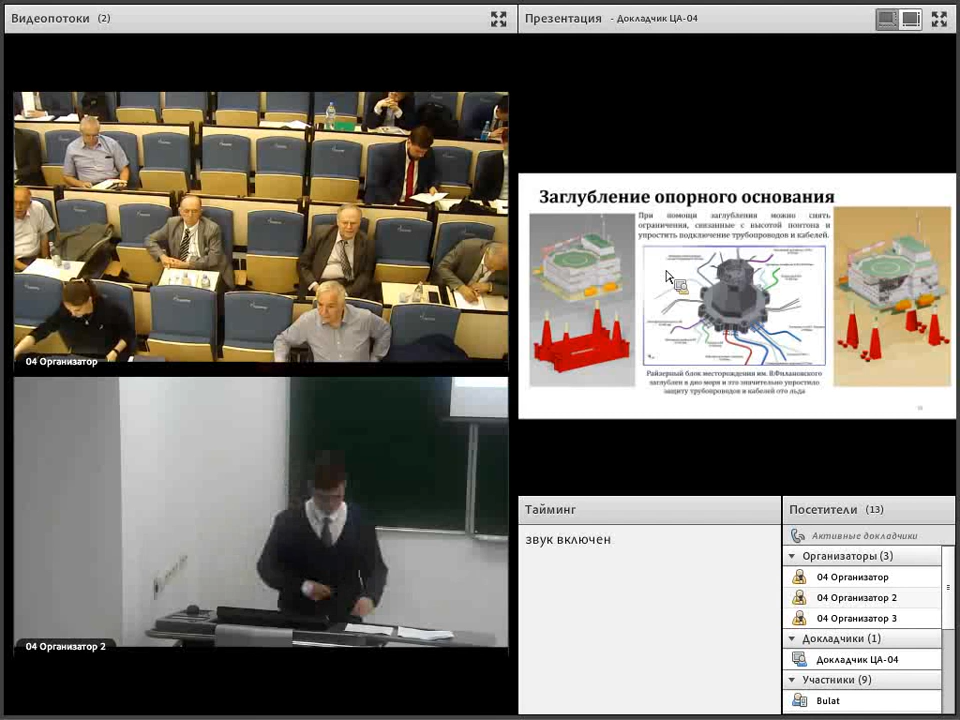 Видеопотоки (2)
04 Организатор
04 Организатор 2
Презентация - Докладчик ЦА-04
Заглубление опорного основания
При помощи заглубления можно снять
ограничения, связанные с высотой понтона и
упростить подключение трубопроводов и кабелей.
Райзерный блок месторождения им. В.Филановского
заглублен в дно моря и это значительно упростило
защиту трубопроводов и кабелей ото льда
Тайминг
звук включен
Посетители (13)
Активные докладчики
Организаторы (3)
04 Организатор
04 Организатор 2
04 Организатор 3
Докладчики (1)
Докладчик ЦА-04
Участники (9)
Bulat